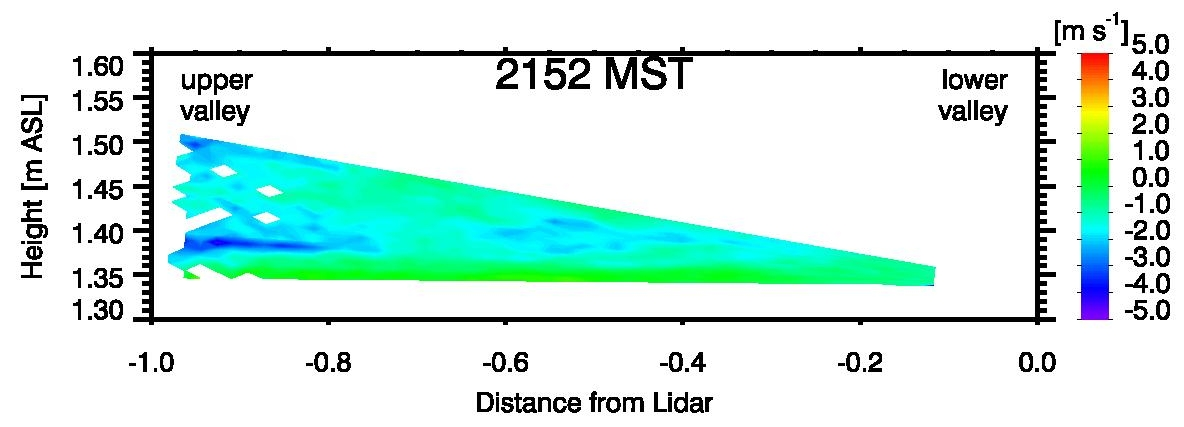 [m s-1]
2152 MST
upper
valley
lower
valley
Height [m ASL]
1.60
1.55
1.50
1.45
1.40
1.35
1.30
-1.0 -0.8 -0.6 -0.4 -0.2 0.0
Distance from Lidar
5.0
4.0
3.0
2.0
1.0
0.0
-1.0
-2.0
-3.0
-4.0
-5.0